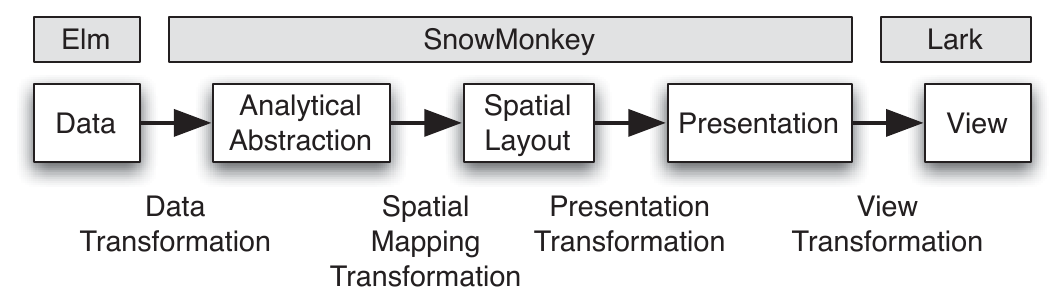 Elm
SnowMonkey
Lark
Data
Analytical
Abstraction
Spatial
Layout
Presentation
View
Data
Transformation
Spatial
Mapping
Transformation
Presentation
Transformation
View
Transformation